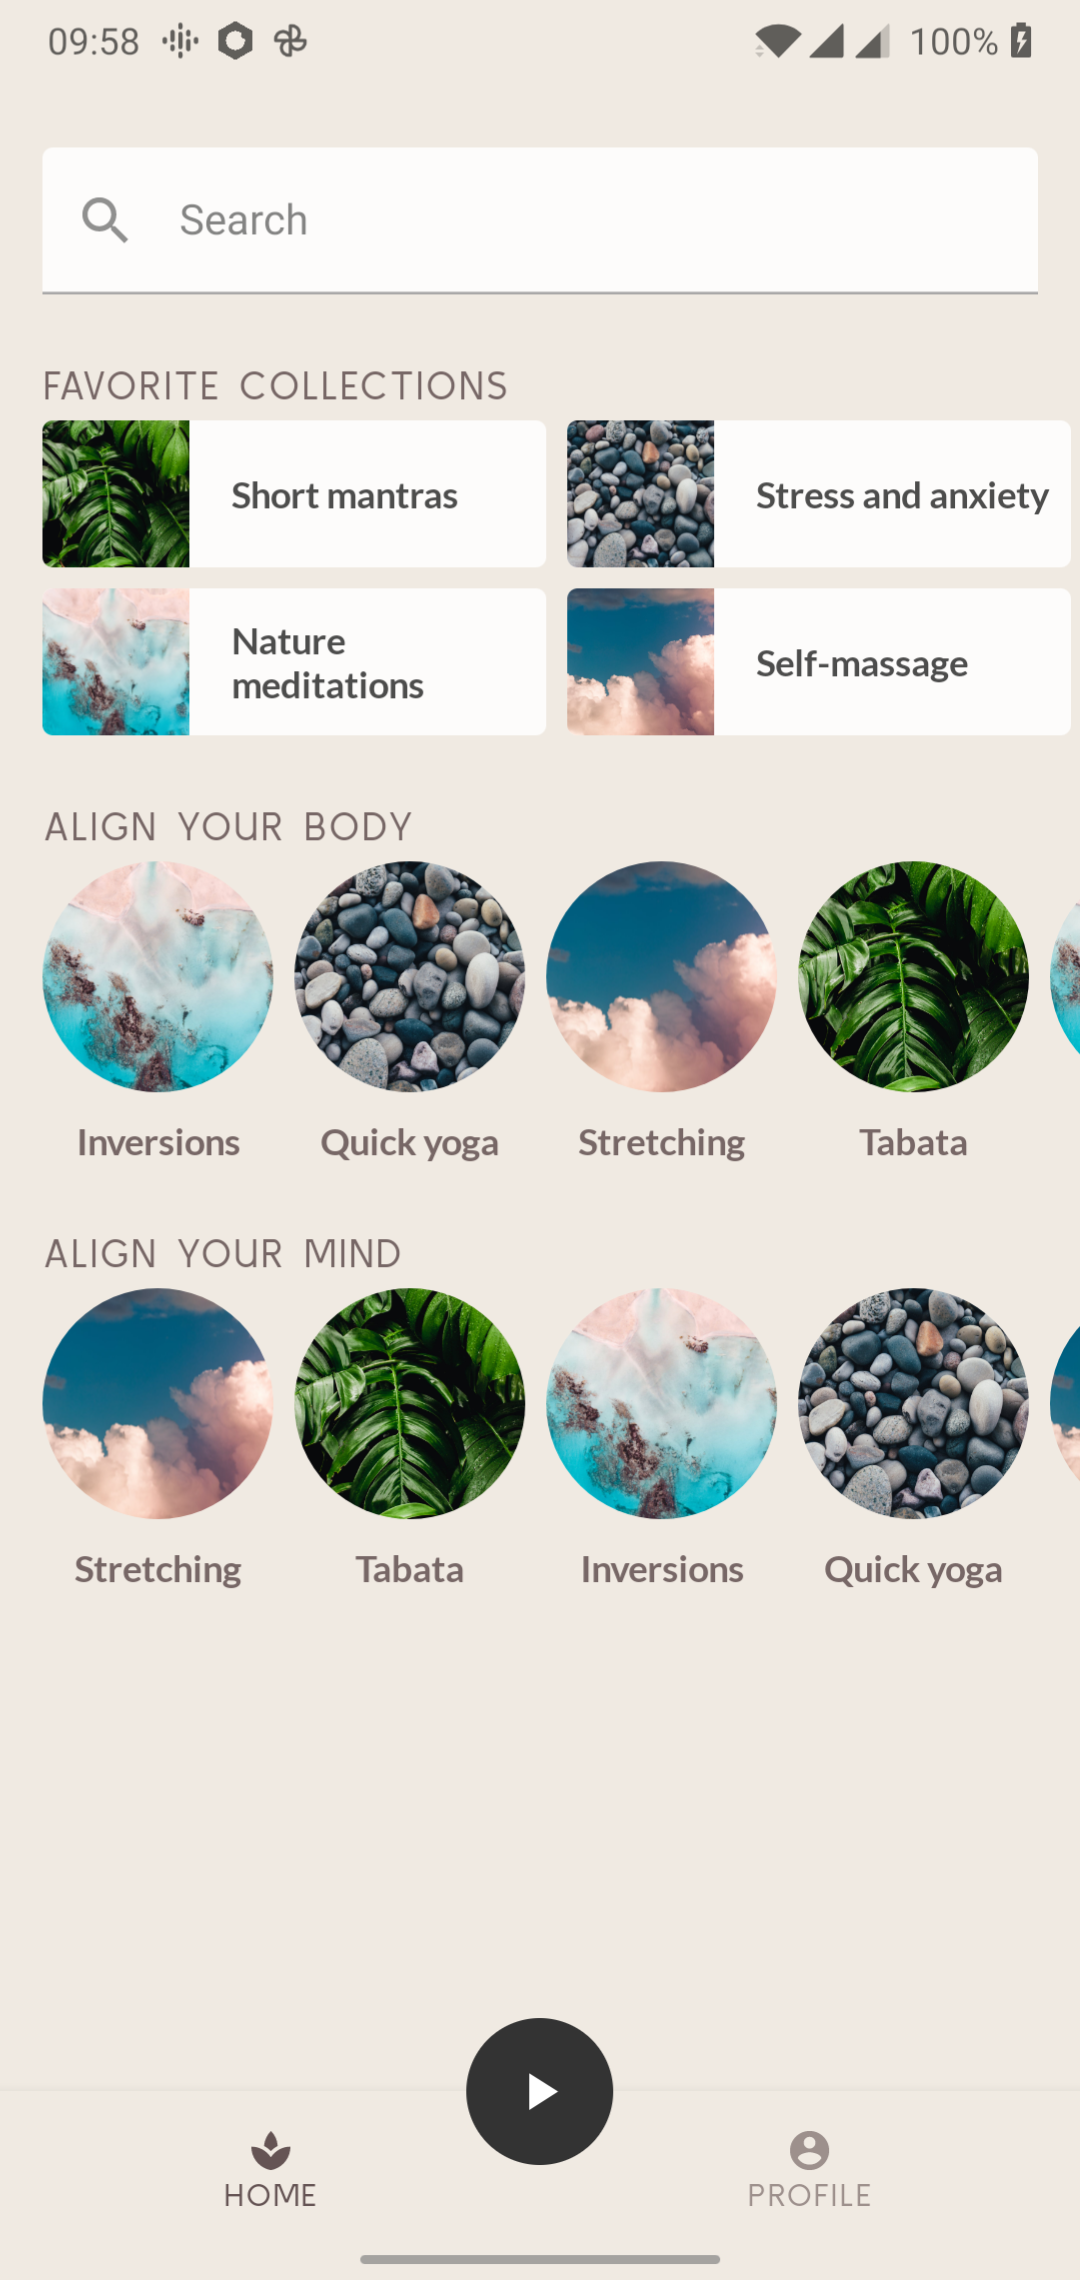 09:58
100%
Search
FAVORITE COLLECTIONS
Short mantras
Stress and anxiety
Nature
meditations
Self-massage
ALIGN YOUR BODY
Inversions
Quick yoga
Stretching
Tabata
ALIGN YOUR MIND
Stretching
Tabata
Inversions
Quick yoga
HOME
PROFILE